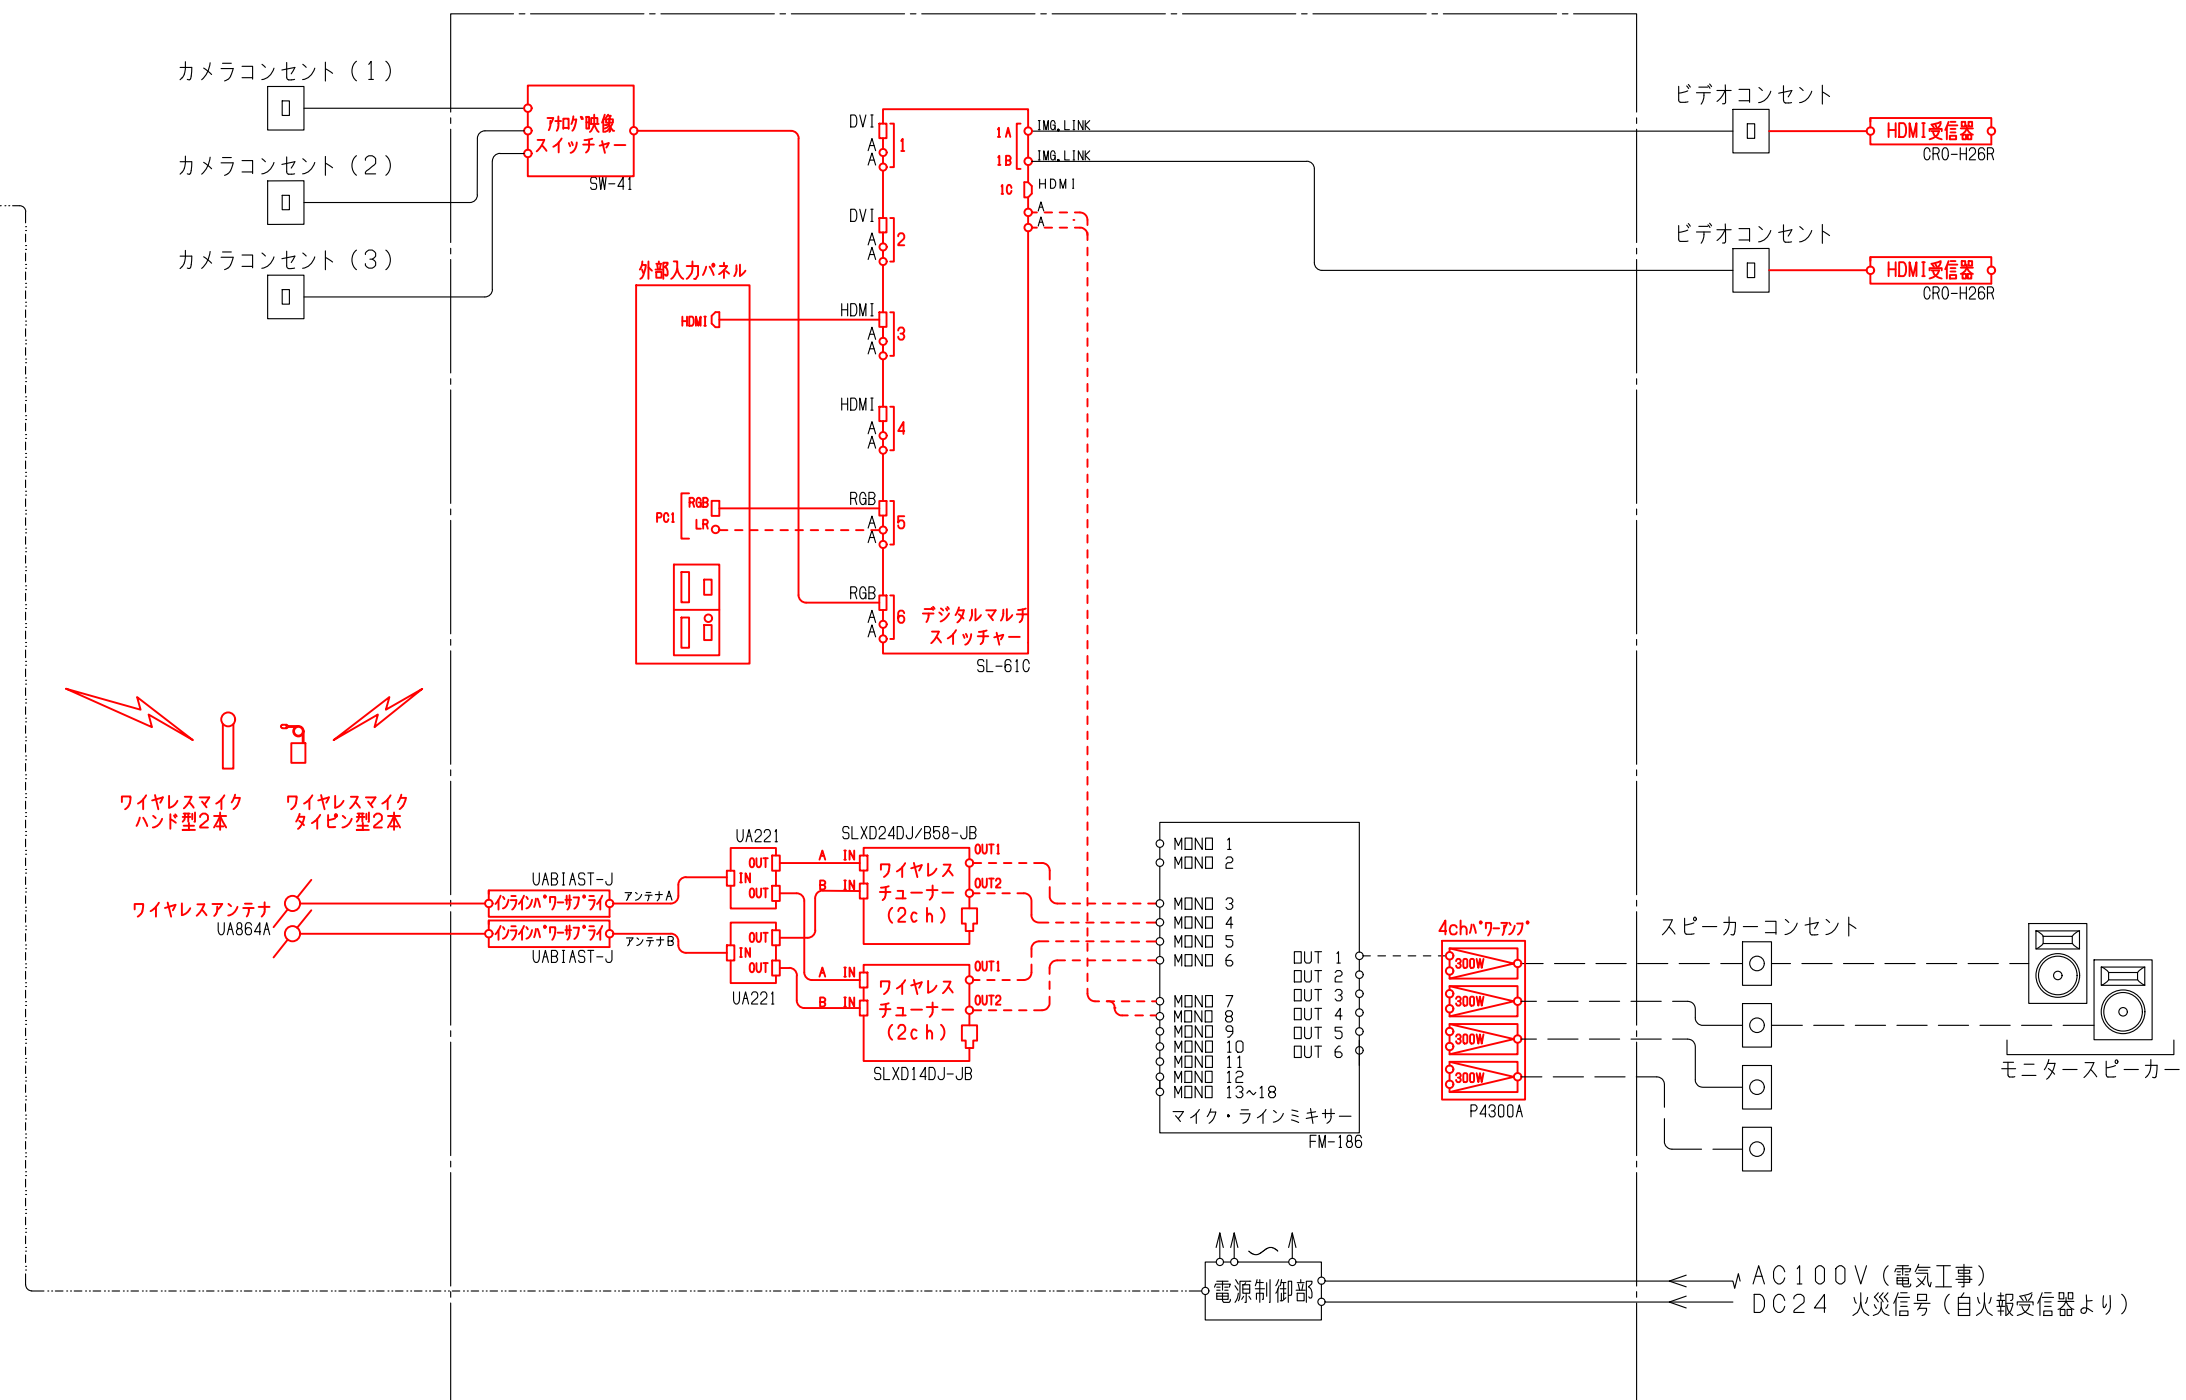 カメラコンセント（1）
カメラコンセント（2）
カメラコンセント（3）
ｱﾅﾛｸﾞ映像
スイッチャー
SW-41
外部入力パネル
HDMI
PC1
RGB
LR
DVI
A
A
1
DVI
A
A
2
HDMI
A
A
3
HDMI
A
A
4
RGB
A
A
5
RGB
A
A
6
デジタルマルチ
スイッチャー
SL-61C
1A
IMG.LINK
1B
IMG.LINK
1C
HDMI
A
A
ビデオコンセント
HDMI受信器
CRO-H26R
ビデオコンセント
HDMI受信器
CRO-H26R
ワイヤレスマイク
ハンド型2本
ワイヤレスマイク
タイピン型2本
ワイヤレスアンテナ
UA864A
UABIAST-J
ｲﾝﾗｲﾝﾊﾟﾜｰｻﾌﾟﾗｲ
アンテナA
ｲﾝﾗｲﾝﾊﾟﾜｰｻﾌﾟﾗｲ
アンテナB
UABIAST-J
UA221
OUT
IN
OUT
OUT
IN
OUT
UA221
SLXD24DJ/B58-JB
A IN
B IN
ワイヤレス
チューナー
(2ch)
OUT1
OUT2
A IN
B IN
ワイヤレス
チューナー
(2ch)
OUT1
OUT2
SLXD14DJ-JB
MONO 1
MONO 2
MONO 3
MONO 4
MONO 5
MONO 6
MONO 7
MONO 8
MONO 9
MONO 10
MONO 11
MONO 12
MONO 13~18
OUT 1
OUT 2
OUT 3
OUT 4
OUT 5
OUT 6
マイク・ラインミキサー
FM-186
4chﾊﾟﾜｰｱﾝﾌﾟ
300W
300W
300W
300W
P4300A
スピーカーコンセント
モニタースピーカー
電源制御部
AC100V（電気工事）
DC24 火災信号（自火報受信器より）